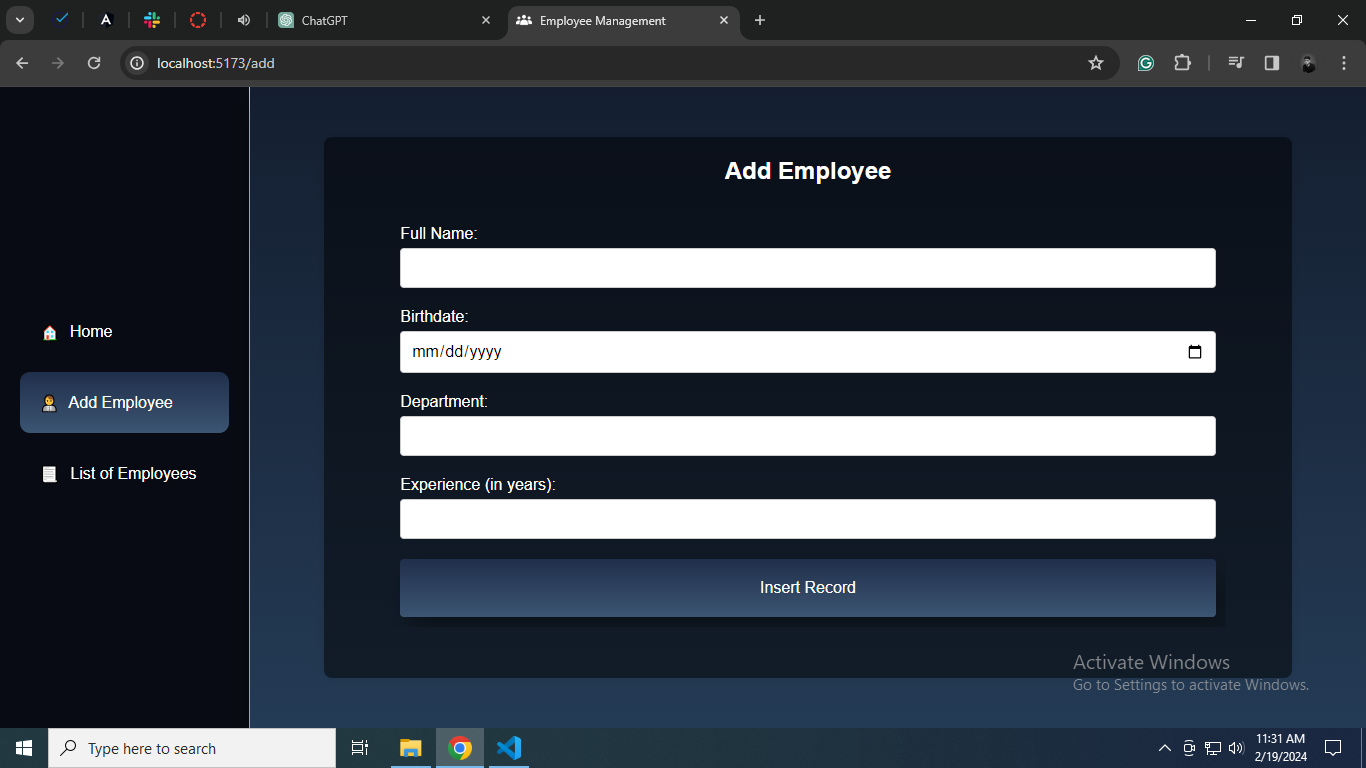 ChatGPT
Employee Management
localhost:5173/add
Home
Add Employee
List of Employees
Add Employee
Full Name:
Birthdate:
mm/dd/yyyy
Department:
Experience (in years):
Insert Record
Activate Windows
Go to Settings to activate Windows.
Type here to search
11:31 AM
2/19/2024